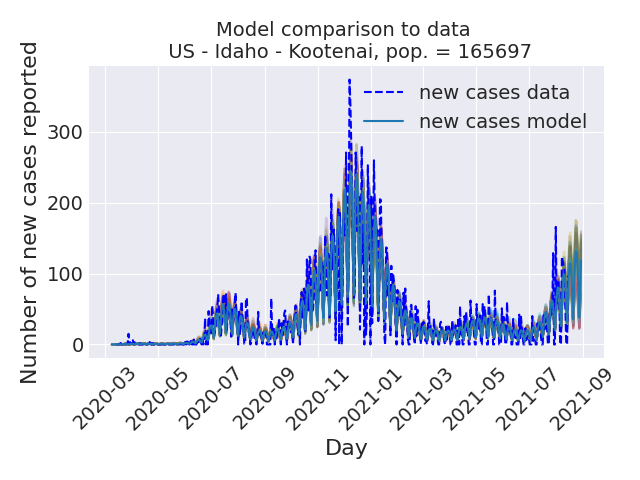 Model comparison to data
US - Idaho - Kootenai, pop. = 165697
new cases data
new cases model
Number of new cases reported
300
200
100
0
2020-03
2020-05
2020-07
2020-09
2020-11
2021-01
2021-03
2021-05
2021-07
2021-09
Day